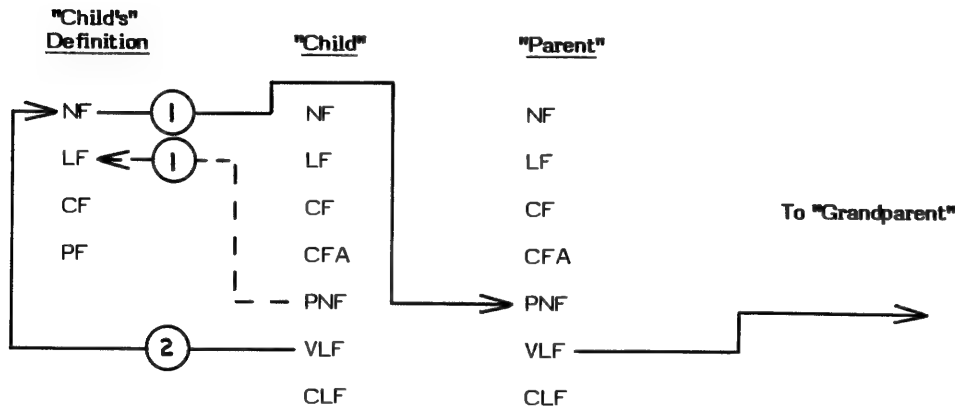 "Child's"
Definition
"Child"
"Parent"
NF
1
NF
NF
LF
1
LF
LF
CF
CF
CF
To "Grandparent"
PF
CFA
CFA
PNF
PNF
2
VLF
VLF
CLF
CLF